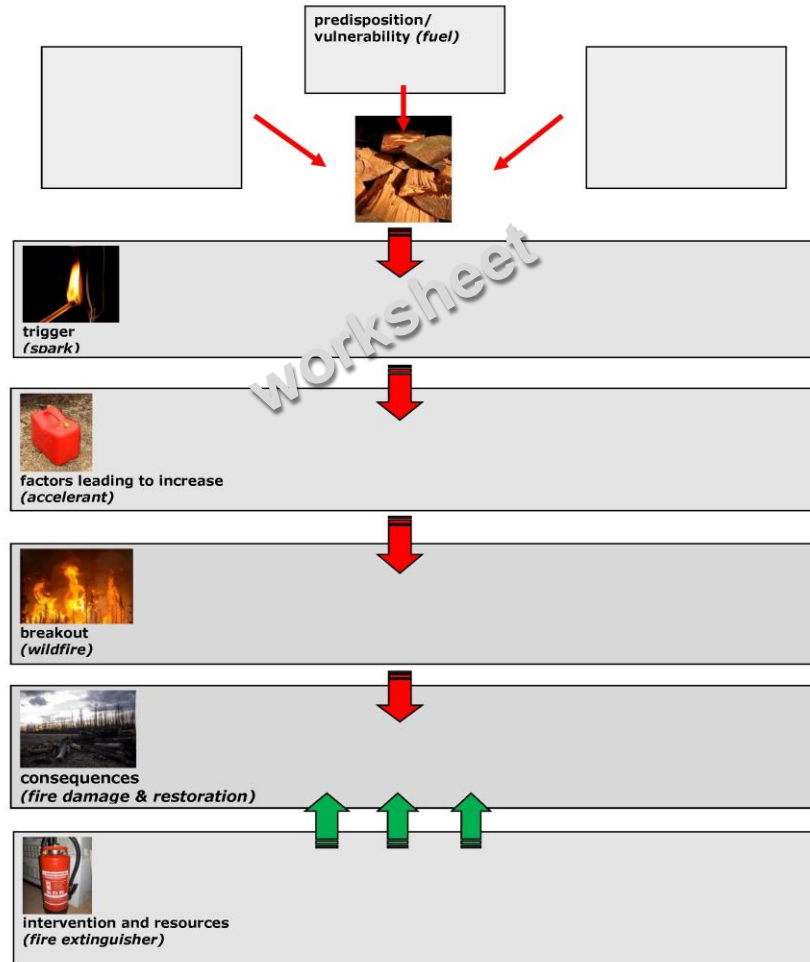 predisposition/
vulnerability (fuel)
worksheet
trigger
(spark)
factors leading to increase
(accelerant)
breakout
(wildfire)
consequences
(fire damage & restoration)
intervention and resources
(fire extinguisher)